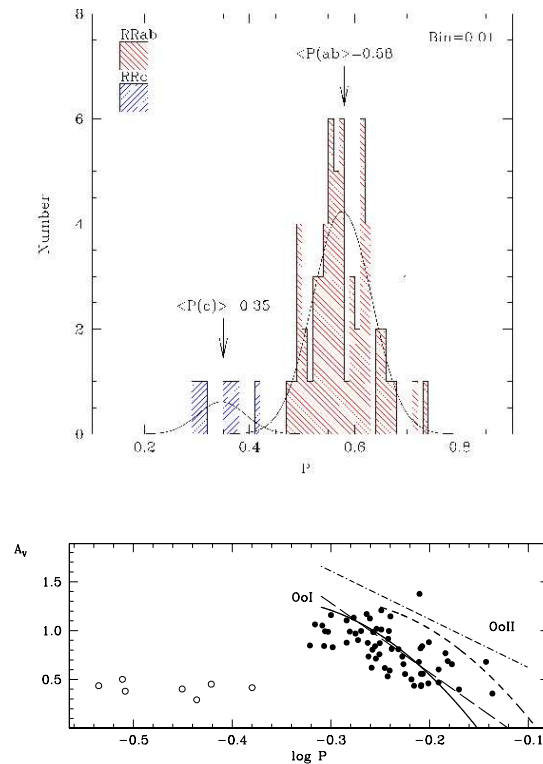 8
RRab
<P(ab)>=0.58
Bin=0.01
RRc
6
Number
4
<P(c)> 0.35
2
0
0.2 0.4 0.6 0.8
P
Av
1.5
OoI
OoII
1.0
0.5
-0.5 -0.4 -0.3 -0.2 -0.1
log P